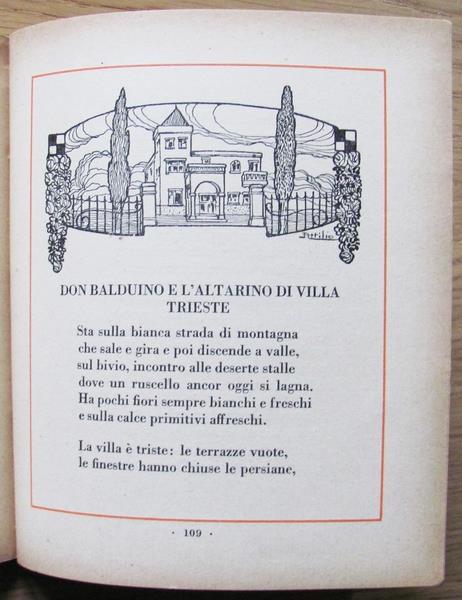 Attilio
DON BALDUINO E L'ALTARINO DI VILLA
TRIESTE
Sta sulla bianca strada di montagna
che sale e gira e poi discende a valle,
sul bivio, incontro alle deserte stalle
dove un ruscello ancor oggi si lagna.
Ha pochi fiori sempre bianchi e freschi
e sulla calce primitivi affreschi.
La villa è triste: le terrazze vuote,
le finestre hanno chiuse le persiane,
· 109 ·